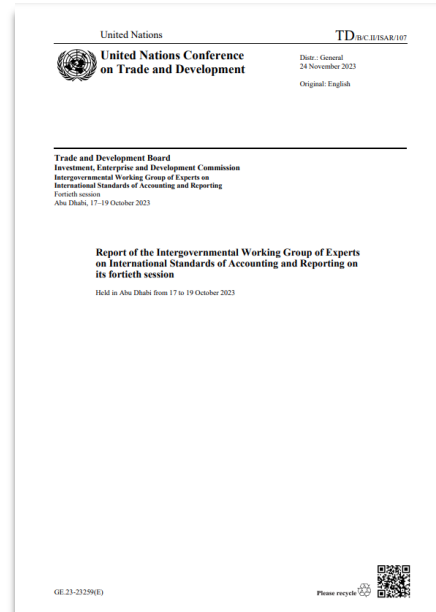 United Nations
TD/B/C.II/ISAR/107
United Nations Conference
on Trade and Development
Distr.: General
24 November 2023
Original: English
Trade and Development Board
Investment, Enterprise and Development Commission
Intergovernmental Working Group of Experts on
International Standards of Accounting and Reporting
Fortieth session
Abu Dhabi, 17–19 October 2023
Report of the Intergovernmental Working Group of Experts
on International Standards of Accounting and Reporting on
its fortieth session
Held in Abu Dhabi from 17 to 19 October 2023
GE.23-23259(E)
Please recycle